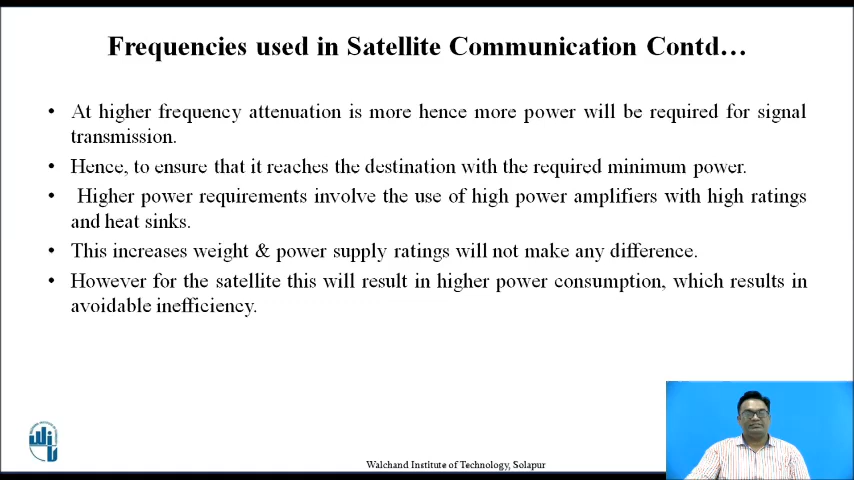 Frequencies used in Satellite Communication Contd…
• At higher frequency attenuation is more hence more power will be required for signal
transmission.
• Hence, to ensure that it reaches the destination with the required minimum power.
• Higher power requirements involve the use of high power amplifiers with high ratings
and heat sinks.
• This increases weight & power supply ratings will not make any difference.
• However for the satellite this will result in higher power consumption, which results in
avoidable inefficiency.
Walchand Institute of Technology, Solapur